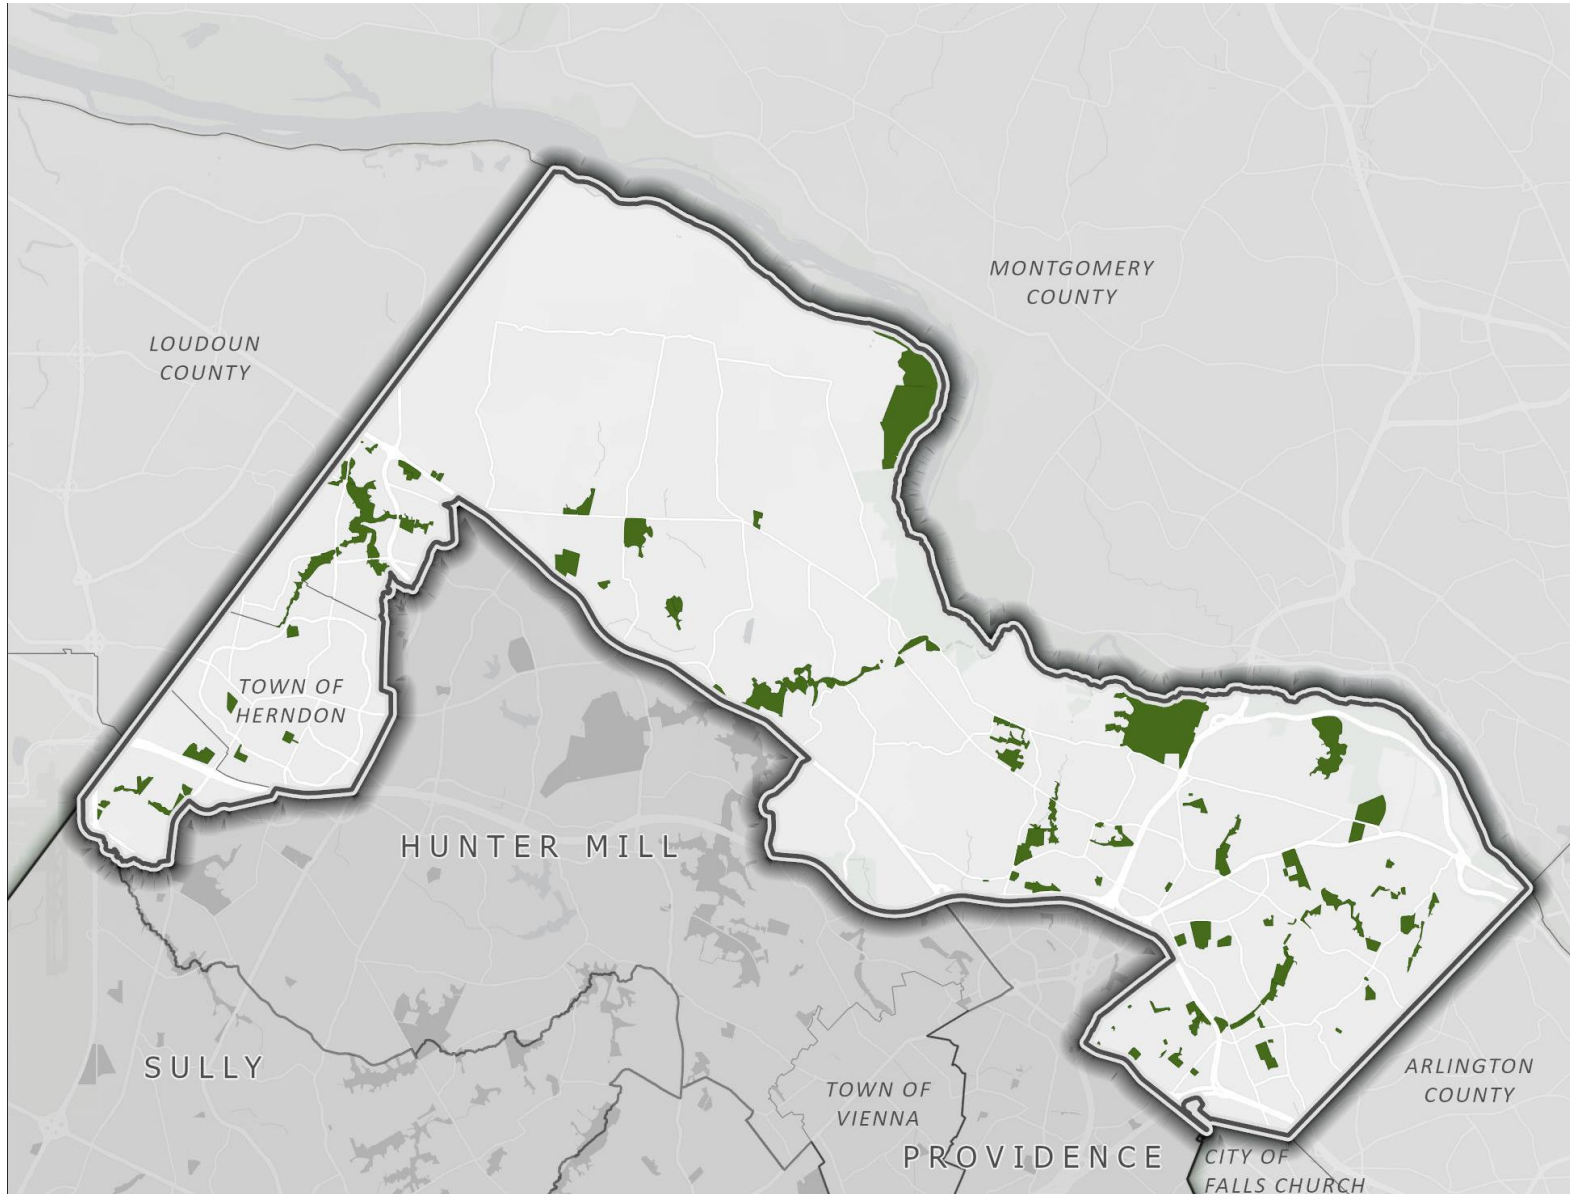 MONTGOMERY
COUNTY
LOUDOUN
COUNTY
TOWN OF
HERNDON
HUNTER MILL
SULLY
TOWN OF
VIENNA
ARLINGTON
COUNTY
PROVIDENCE
CITY OF
FALLS CHURCH